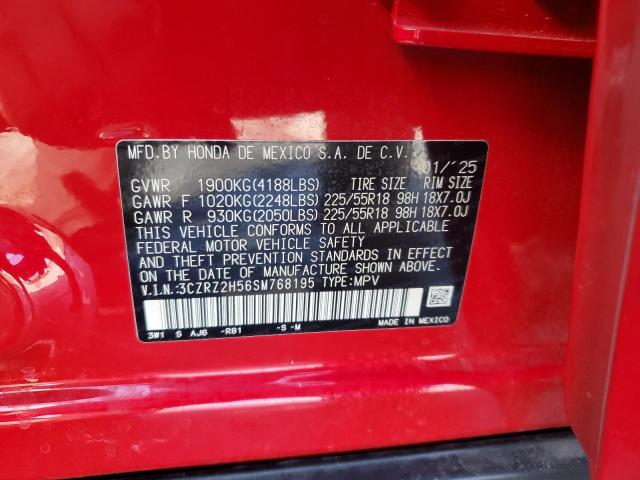 MFD.BY HONDA DE MEXICO S.A. DE C.V. 01/'25
GVWR 1900KG(4188LBS) TIRE SIZE RIM SIZE
GAWR F 1020KG(2248LBS) 225/55R18 98H 18X7.0J
GAWR R 930KG(2050LBS) 225/55R18 98H 18X7.0J
THIS VEHICLE CONFORMS TO ALL APPLICABLE
FEDERAL MOTOR VEHICLE SAFETY
AND THEFT PREVENTION STANDARDS IN EFFECT
ON THE DATE OF MANUFACTURE SHOWN ABOVE.
V.I.N.:3CZRZ2H56SM768195 TYPE:MPV
3W1 S AJ6 -R81 -S-M MADE IN MEXICO